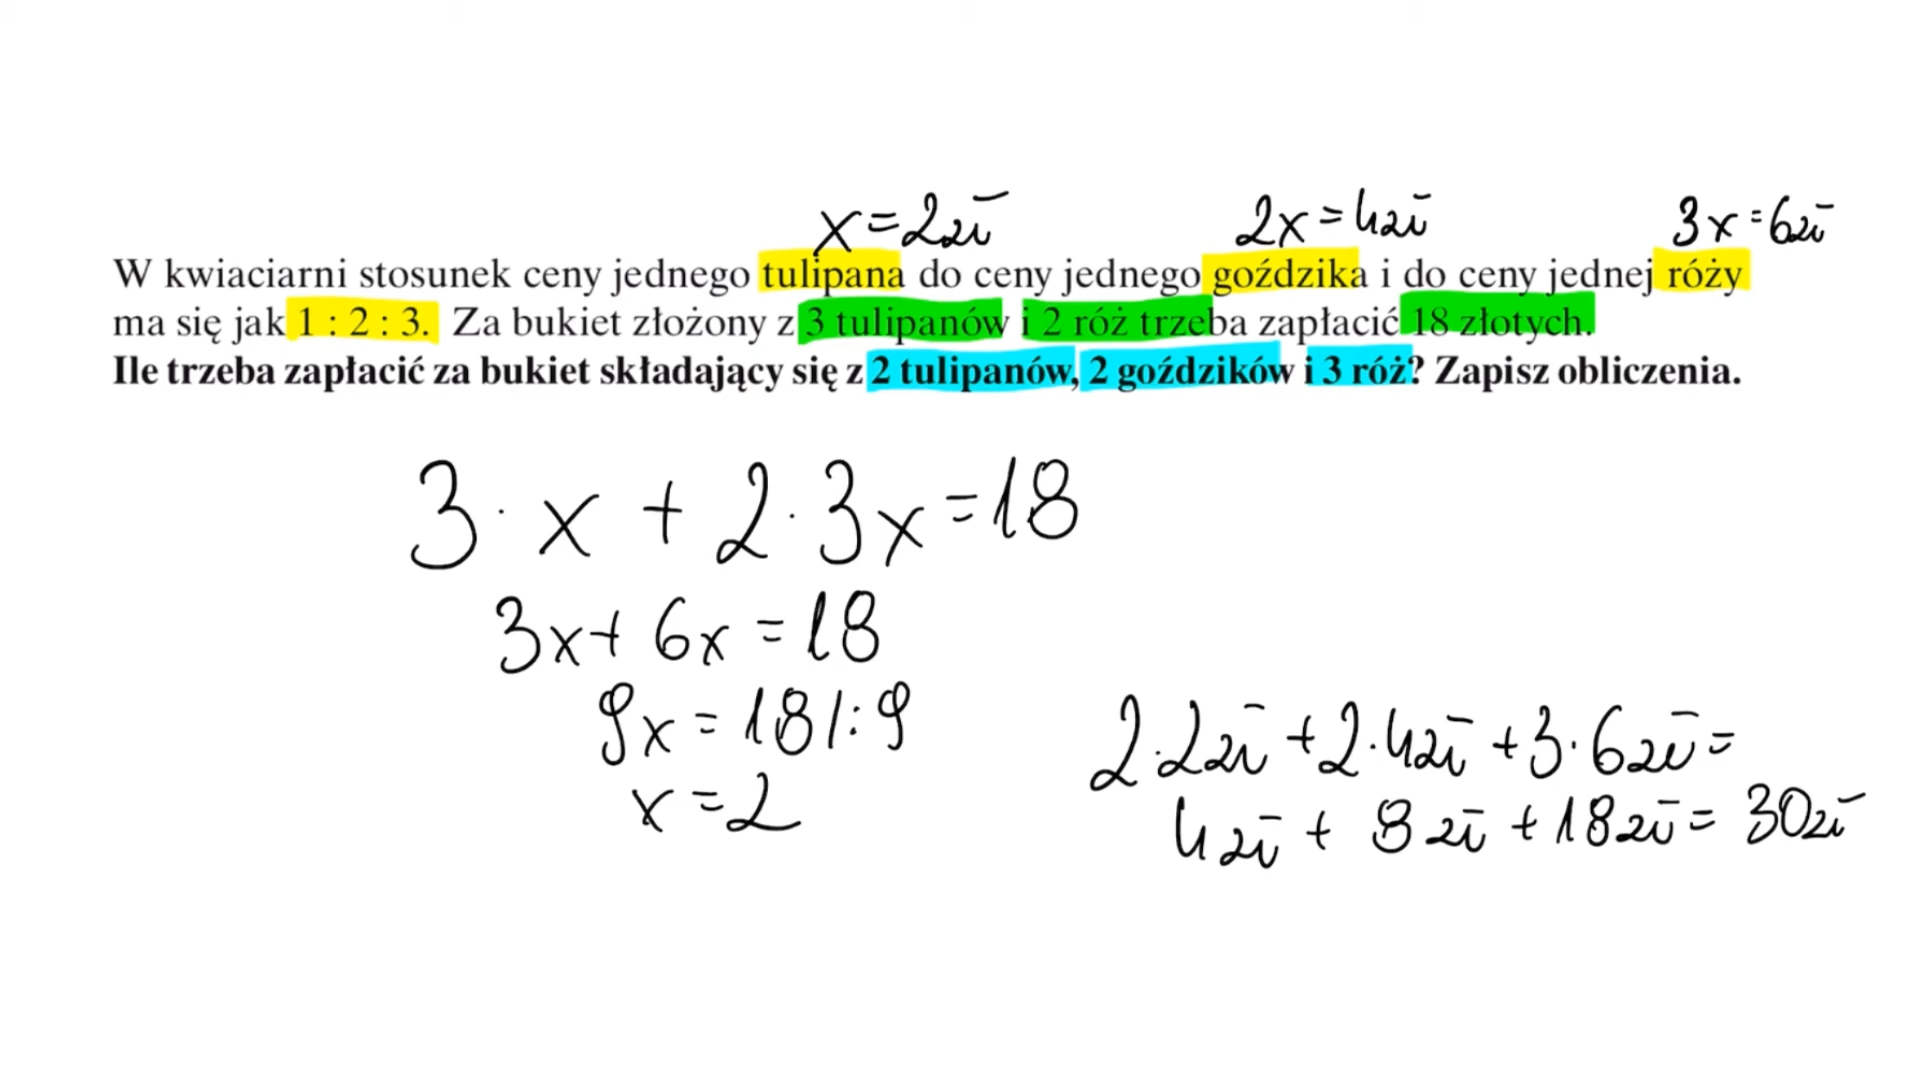 x=2zł 2x=4zł 3x=6zł
W kwiaciarni stosunek ceny jednego tulipana do ceny jednego goździka i do ceny jednej róży
ma się jak 1 : 2 : 3. Za bukiet złożony z 3 tulipanów i 2 róż trzeba zapłacić 18 złotych.
Ile trzeba zapłacić za bukiet składający się z 2 tulipanów, 2 goździków i 3 róż? Zapisz obliczenia.
3·x+2·3x=18
3x+6x=18
9x=18/:9
x=2
2·2zł+2·4zł+3·6zł=
4zł+8zł+18zł=30zł